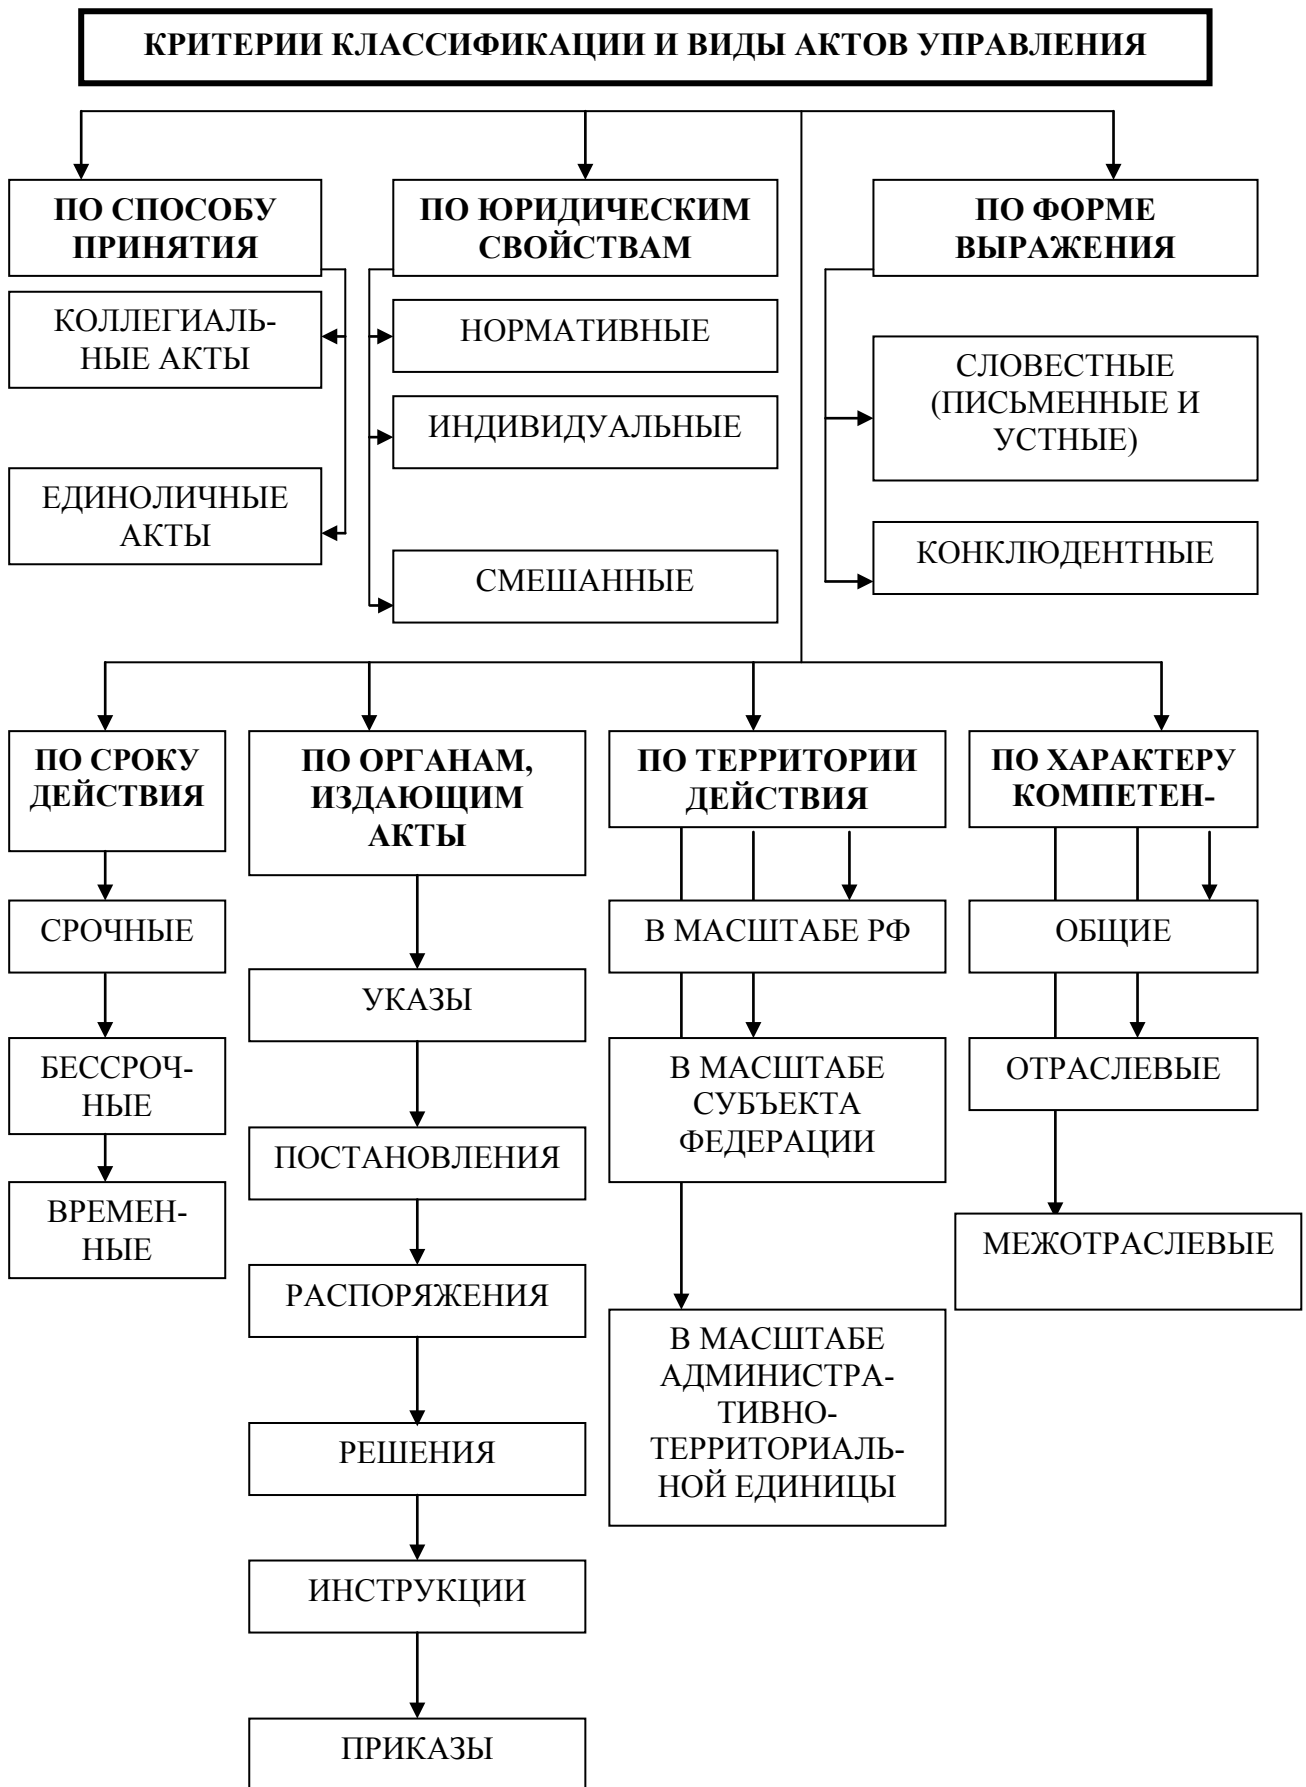 КРИТЕРИИ КЛАССИФИКАЦИИ И ВИДЫ АКТОВ УПРАВЛЕНИЯ
ПО СПОСОБУ
ПРИНЯТИЯ
КОЛЛЕГИАЛЬ-
НЫЕ АКТЫ
ЕДИНОЛИЧНЫЕ
АКТЫ
ПО ЮРИДИЧЕСКИМ
СВОЙСТВАМ
НОРМАТИВНЫЕ
ИНДИВИДУАЛЬНЫЕ
СМЕШАННЫЕ
ПО ФОРМЕ
ВЫРАЖЕНИЯ
СЛОВЕСТНЫЕ
(ПИСЬМЕННЫЕ И
УСТНЫЕ)
КОНКЛЮДЕНТНЫЕ
ПО СРОКУ
ДЕЙСТВИЯ
СРОЧНЫЕ
БЕССРОЧ-
НЫЕ
ВРЕМЕН-
НЫЕ
ПО ОРГАНАМ,
ИЗДАЮЩИМ
АКТЫ
УКАЗЫ
ПОСТАНОВЛЕНИЯ
РАСПОРЯЖЕНИЯ
РЕШЕНИЯ
ИНСТРУКЦИИ
ПРИКАЗЫ
ПО ТЕРРИТОРИИ
ДЕЙСТВИЯ
В МАСШТАБЕ РФ
В МАСШТАБЕ
СУБЪЕКТА
ФЕДЕРАЦИИ
В МАСШТАБЕ
АДМИНИСТРА-
ТИВНО-
ТЕРРИТОРИАЛЬ-
НОЙ ЕДИНИЦЫ
ПО ХАРАКТЕРУ
КОМПЕТЕН-
ОБЩИЕ
ОТРАСЛЕВЫЕ
МЕЖОТРАСЛЕВЫЕ